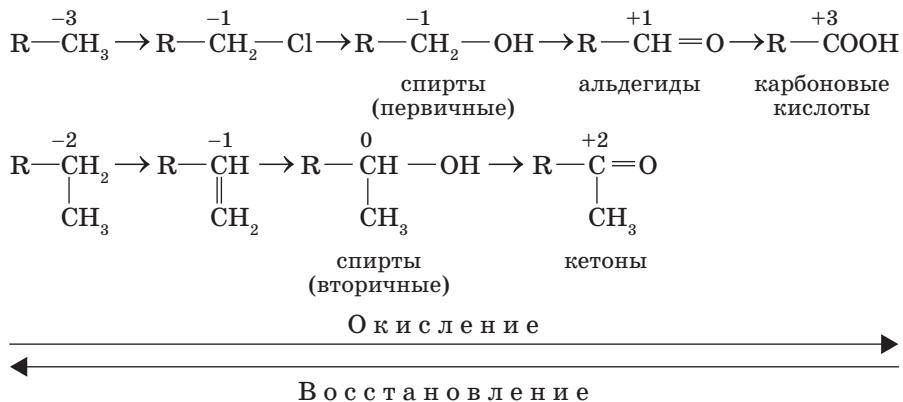 −3 −1 −1 +1 +3
R—CH₃→R—CH₂—Cl→R—CH₂—OH→R—CH=O→R—COOH
спирты альдегиды карбоновые
(первичные) кислоты
−2 −1 0 +2
R—CH₂→R—CH→R—CH—OH→R—C=O
CH₃ CH₂ CH₃ CH₃
спирты кетоны
(вторичные)
Окисление
Восстановление